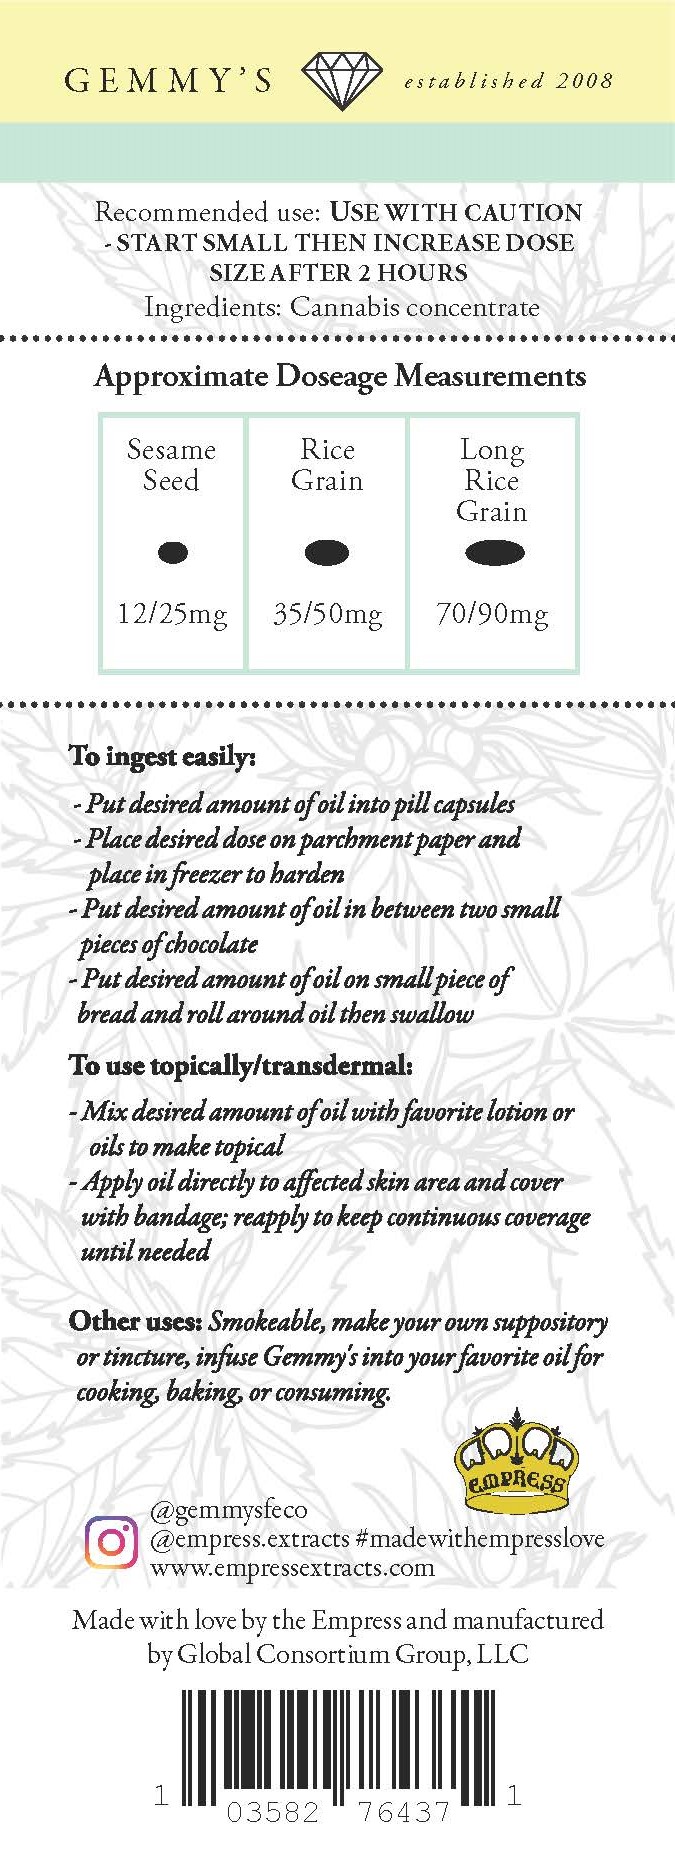 GEMMY'S established 2008
Recommended use: USE WITH CAUTION
- START SMALL THEN INCREASE DOSE
SIZE AFTER 2 HOURS
Ingredients: Cannabis concentrate
Approximate Doseage Measurements
Sesame
Seed
12/25mg
Rice
Grain
35/50mg
Long
Rice
Grain
70/90mg
To ingest easily:
- Put desired amount of oil into pill capsules
- Place desired dose on parchment paper and
place in freezer to harden
- Put desired amount of oil in between two small
pieces of chocolate
- Put desired amount of oil on small piece of
bread and roll around oil then swallow
To use topically/transdermal:
- Mix desired amount of oil with favorite lotion or
oils to make topical
- Apply oil directly to affected skin area and cover
with bandage; reapply to keep continuous coverage
until needed
Other uses: Smokeable, make your own suppository
or tincture, infuse Gemmy's into your favorite oil for
cooking, baking, or consuming.
EMPRESS
@gemmysfeco
@empress.extracts #madewithempresslove
www.empressextracts.com
Made with love by the Empress and manufactured
by Global Consortium Group, LLC
1 03582 76437 1